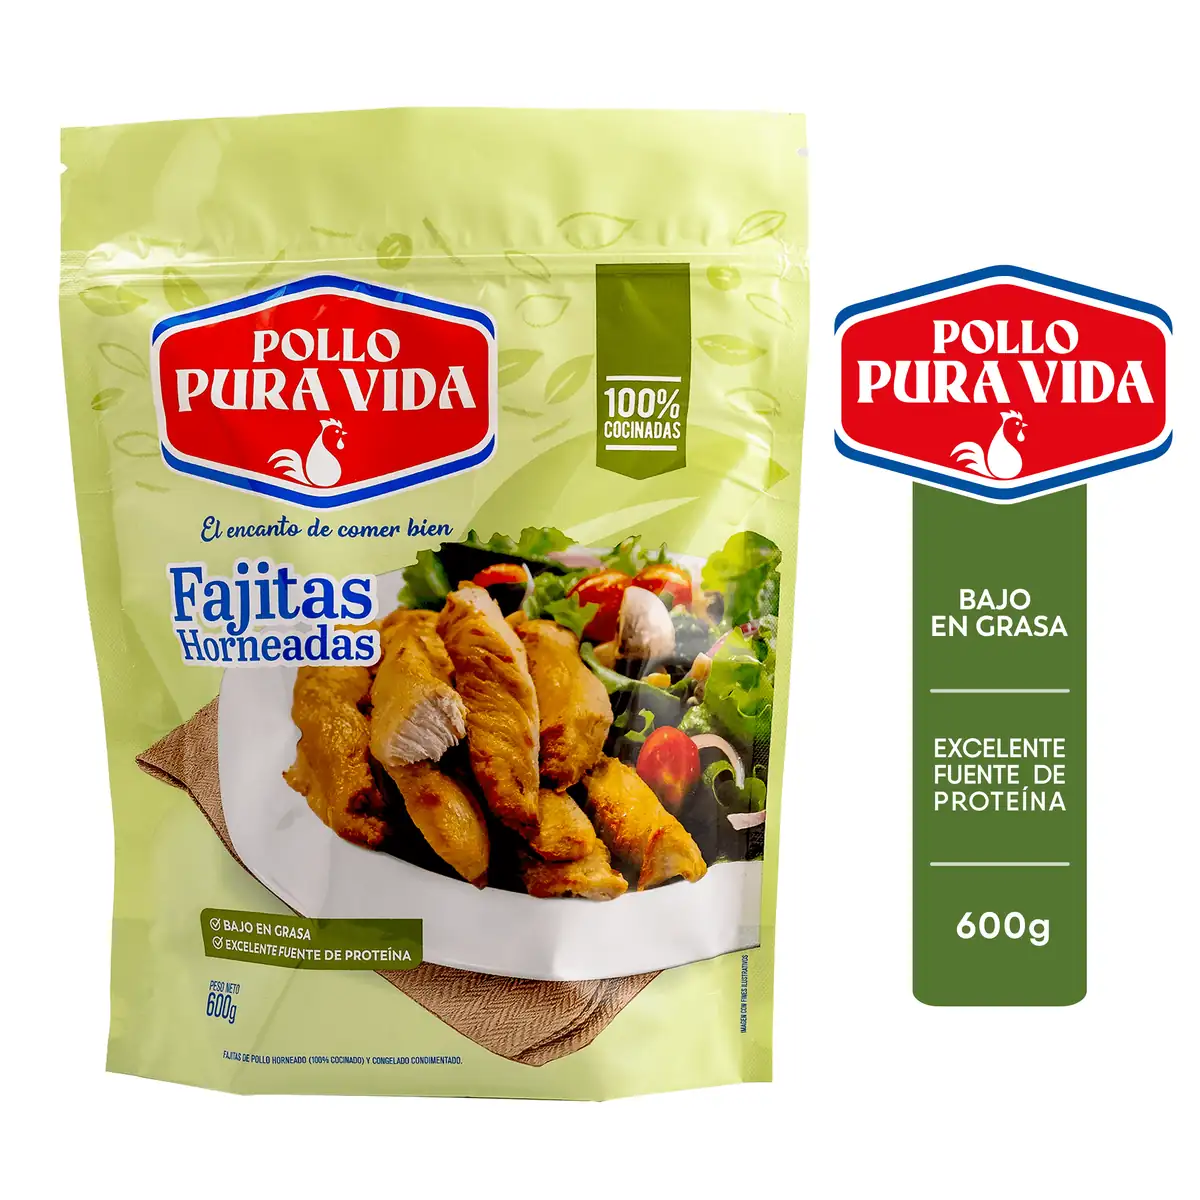 POLLO
PURA VIDA
El encanto de comer bien
Fajitas
Horneadas
100%
COCINADAS
BAJO EN GRASA
EXCELENTE FUENTE DE PROTEÍNA
PESO NETO
600g
FAJITAS DE POLLO HORNEADO (100% COCINADO) Y CONGELADO CONDIMENTADO.
IMAGEN CON FINES ILUSTRATIVOS
POLLO
PURA VIDA
BAJO
EN GRASA
EXCELENTE
FUENTE DE
PROTEÍNA
600g